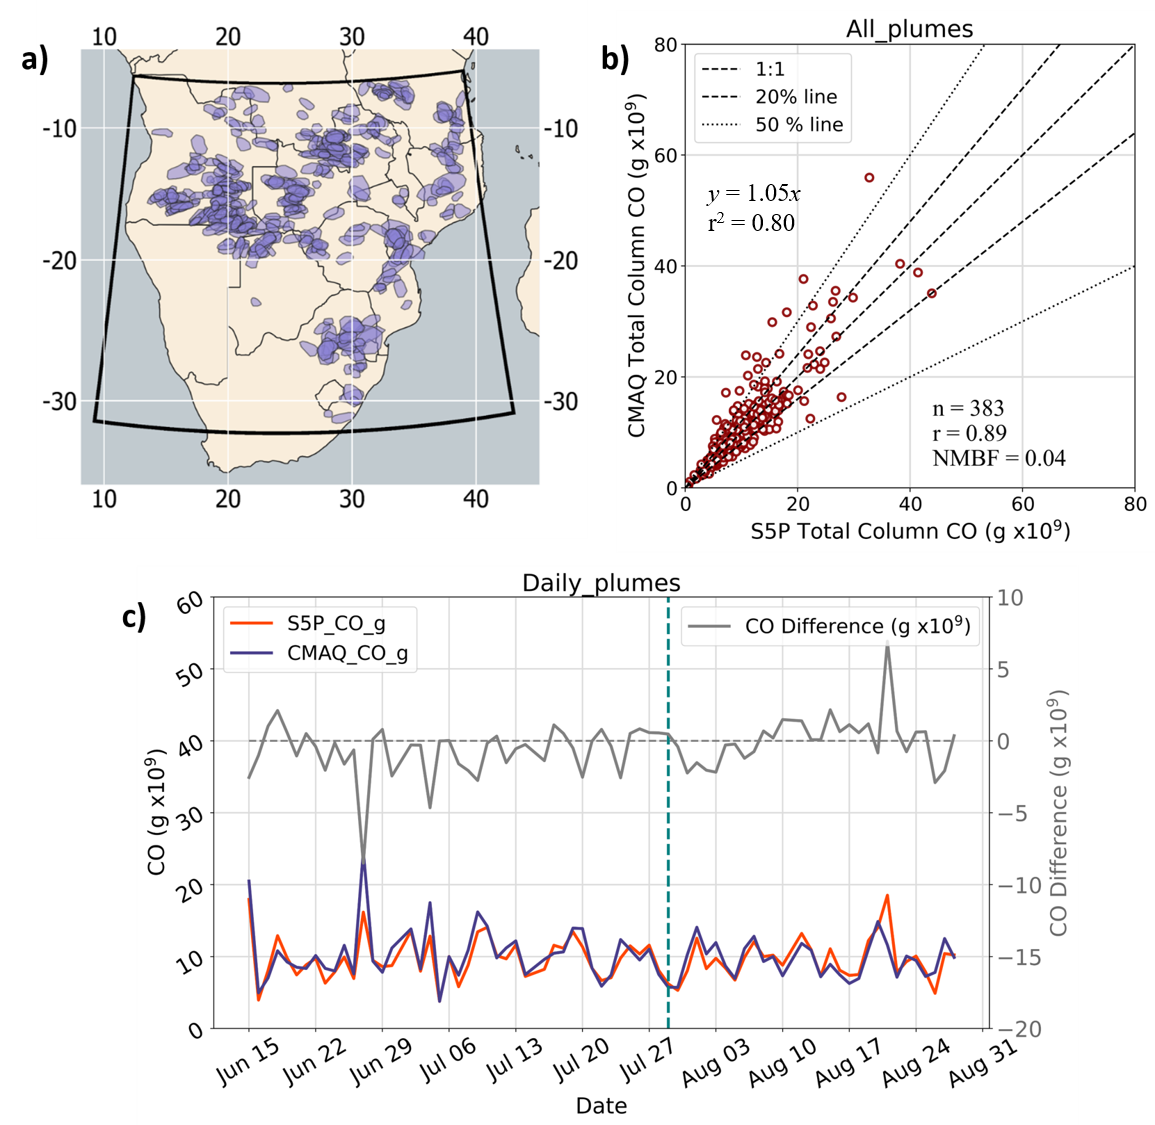 a)
10 20 30 40
-10 -10
-20 -20
-30 -30
10 20 30 40
b)
All_plumes
CMAQ Total Column CO (g x10⁹)
80
60
40
20
0
1:1
20% line
50 % line
y = 1.05x
r² = 0.80
n = 383
r = 0.89
NMBF = 0.04
0 20 40 60 80
S5P Total Column CO (g x10⁹)
c)
Daily_plumes
CO (g x10⁹)
60
50
40
30
20
10
0
S5P_CO_g
CMAQ_CO_g
CO Difference (g x10⁹)
10
5
0
−5
−10
−15
−20
CO Difference (g x10⁹)
Jun 15 Jun 22 Jun 29 Jul 06 Jul 13 Jul 20 Jul 27 Aug 03 Aug 10 Aug 17 Aug 24 Aug 31
Date